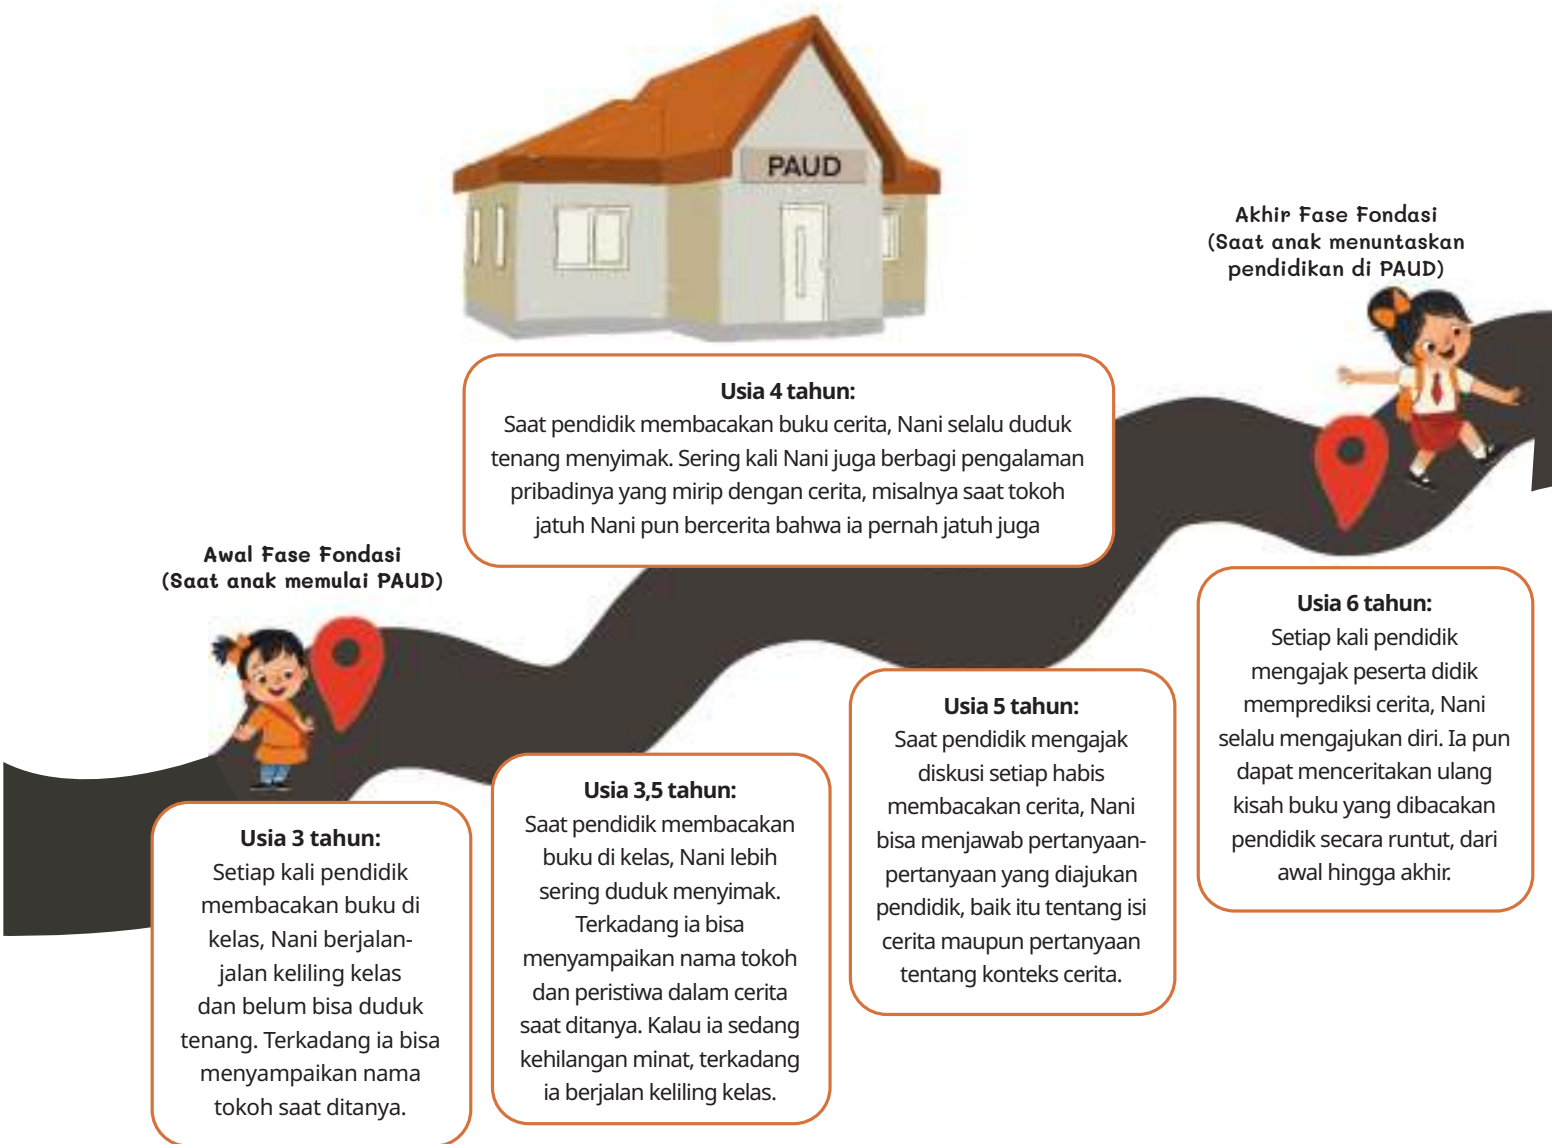 PAUD
Akhir Fase Fondasi
(Saat anak menuntaskan
pendidikan di PAUD)
Usia 4 tahun:
Saat pendidik membacakan buku cerita, Nani selalu duduk
tenang menyimak. Sering kali Nani juga berbagi pengalaman
pribadinya yang mirip dengan cerita, misalnya saat tokoh
jatuh Nani pun bercerita bahwa ia pernah jatuh juga
Awal Fase Fondasi
(Saat anak memulai PAUD)
Usia 3 tahun:
Setiap kali pendidik
membacakan buku di
kelas, Nani berjalan-
jalan keliling kelas
dan belum bisa duduk
tenang. Terkadang ia bisa
menyampaikan nama
tokoh saat ditanya.
Usia 3,5 tahun:
Saat pendidik membacakan
buku di kelas, Nani lebih
sering duduk menyimak.
Terkadang ia bisa
menyampaikan nama tokoh
dan peristiwa dalam cerita
saat ditanya. Kalau ia sedang
kehilangan minat, terkadang
ia berjalan keliling kelas.
Usia 5 tahun:
Saat pendidik mengajak
diskusi setiap habis
membacakan cerita, Nani
bisa menjawab pertanyaan-
pertanyaan yang diajukan
pendidik, baik itu tentang isi
cerita maupun pertanyaan
tentang konteks cerita.
Usia 6 tahun:
Setiap kali pendidik
mengajak peserta didik
memprediksi cerita, Nani
selalu mengajukan diri. Ia pun
dapat menceritakan ulang
kisah buku yang dibacakan
pendidik secara runtut, dari
awal hingga akhir.